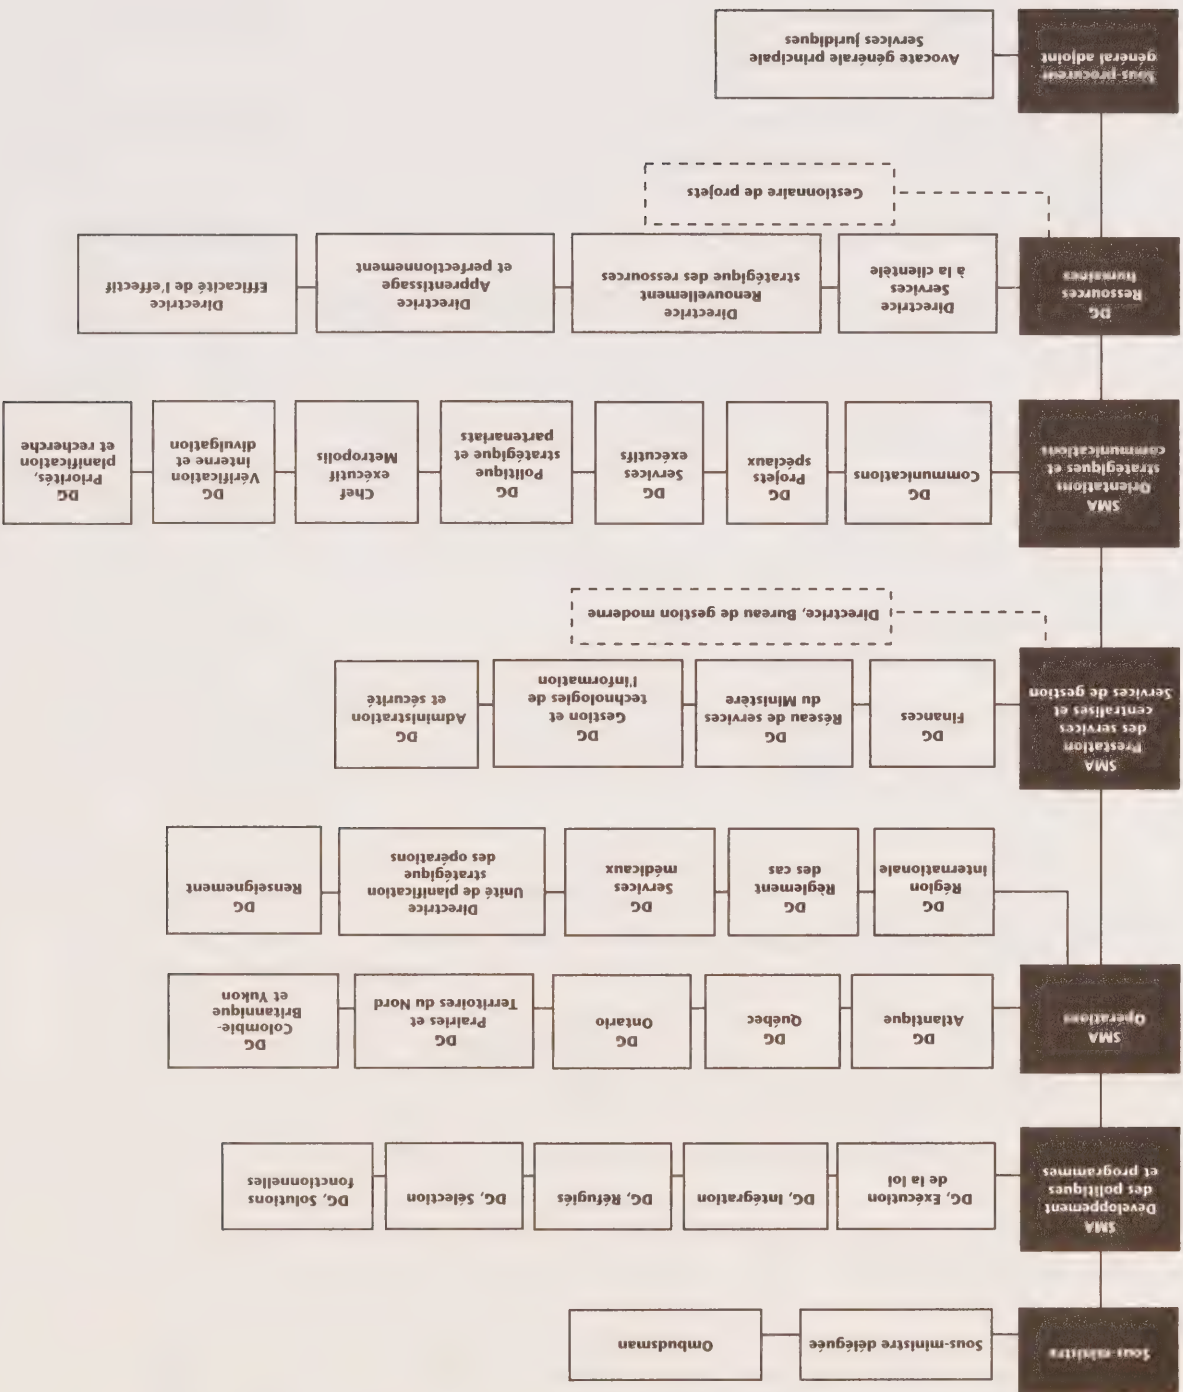 Sous-ministre
Sous-ministre déléguée
Ombudsman
SMA
Développement
des politiques
et programmes
DG, Exécution
de la loi
DG, Intégration
DG, Réfugiés
DG, Sélection
DG, Solutions
fonctionnelles
SMA
Opérations
DG
Atlantique
DG
Québec
DG
Ontario
DG
Prairies et
Territoires du Nord
DG
Colombie-
Britannique
et Yukon
DG
Région
internationale
DG
Règlement
des cas
DG
Services
médicaux
Directrice
Unité de planification
stratégique
des opérations
DG
Renseignement
SMA
Prestation
des services
centralisés et
Services de gestion
DG
Finances
DG
Réseau de services
du Ministère
DG
Gestion et
technologies de
l'information
DG
Administration
et sécurité
Directrice, Bureau de gestion moderne
SMA
Orientations
stratégiques et
communications
DG
Communications
DG
Projets
spéciaux
DG
Services
exécutifs
DG
Politique
stratégique et
partenariats
Chef
exécutif
Metropolis
DG
Vérification
interne et
divulgation
DG
Priorités,
planification
et recherche
DG
Ressources
humaines
Directrice
Services
à la clientèle
Directrice
Renouvellement
stratégique des ressources
Directrice
Apprentissage
et perfectionnement
Directrice
Efficacité de l'effectif
Gestionnaire de projets
Sous-procureur
général adjoint
Avocate générale principale
Services juridiques